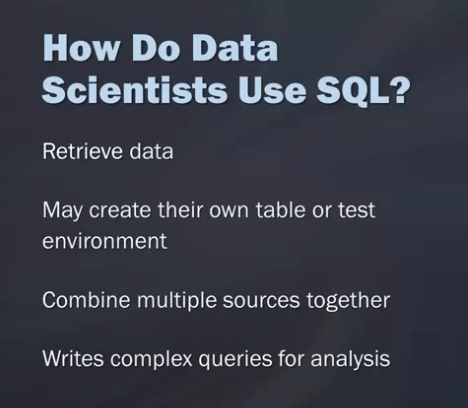 How Do Data
Scientists Use SQL?
Retrieve data
May create their own table or test
environment
Combine multiple sources together
Writes complex queries for analysis